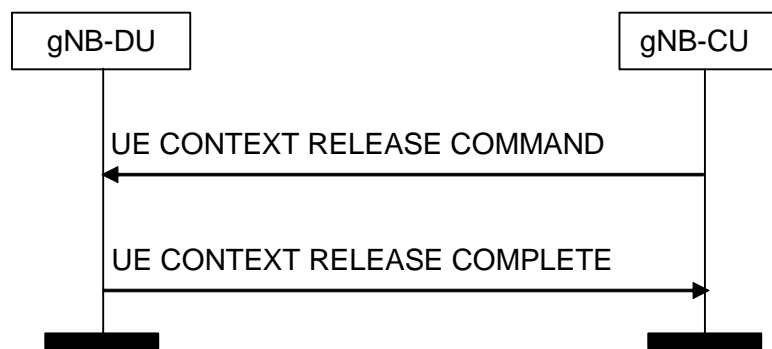 gNB-DU
gNB-CU
UE CONTEXT RELEASE COMMAND
UE CONTEXT RELEASE COMPLETE